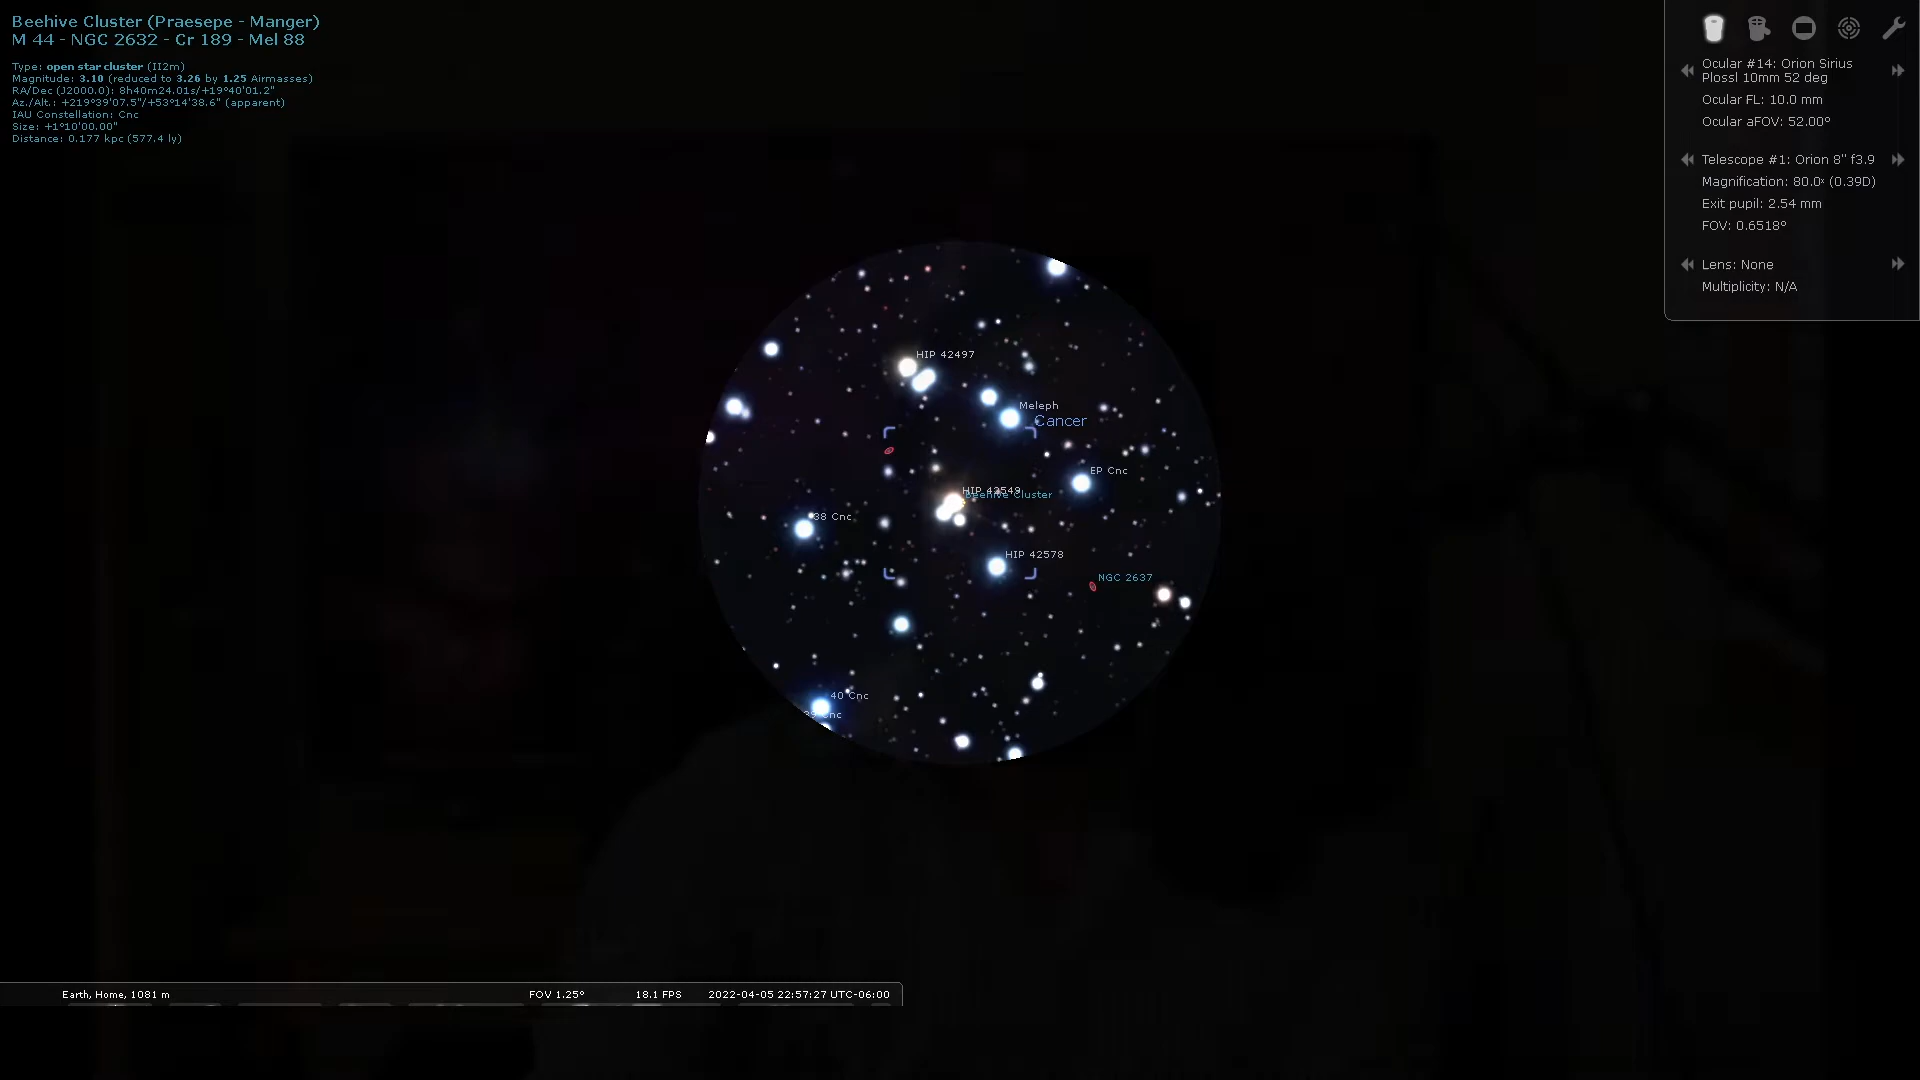 Beehive Cluster (Praesepe - Manger)
M 44 - NGC 2632 - Cr 189 - Mel 88
Type: open star cluster (II2m)
Magnitude: 3.10 (reduced to 3.26 by 1.25 Airmasses)
RA/Dec (J2000.0): 8h40m24.01s/+19°40'01.2"
Az./Alt.: +219°39'07.5"/+53°14'38.6" (apparent)
IAU Constellation: Cnc
Size: +1°10'00.00"
Distance: 0.177 kpc (577.4 ly)
Ocular #14: Orion Sirius
Plossl 10mm 52 deg
Ocular FL: 10.0 mm
Ocular aFOV: 52.00°
Telescope #1: Orion 8" f3.9
Magnification: 80.0ˣ (0.39D)
Exit pupil: 2.54 mm
FOV: 0.6518°
Lens: None
Multiplicity: N/A
HIP 42497
Meleph
Cancer
EP Cnc
HIP 42549
Beehive Cluster
38 Cnc
HIP 42578
NGC 2637
40 Cnc
39 Cnc
Earth, Home, 1081 m
FOV 1.25°
18.1 FPS
2022-04-05 22:57:27 UTC-06:00